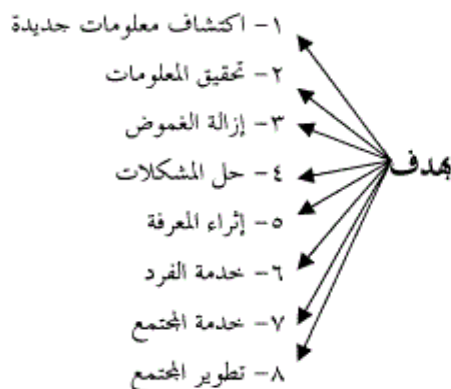 بهدف
١- اكتشاف معلومات جديدة
٢- تحقيق المعلومات
٣- إزالة الغموض
٤- حل المشكلات
٥- إثراء المعرفة
٦- خدمة الفرد
٧- خدمة المجتمع
٨- تطوير المجتمع